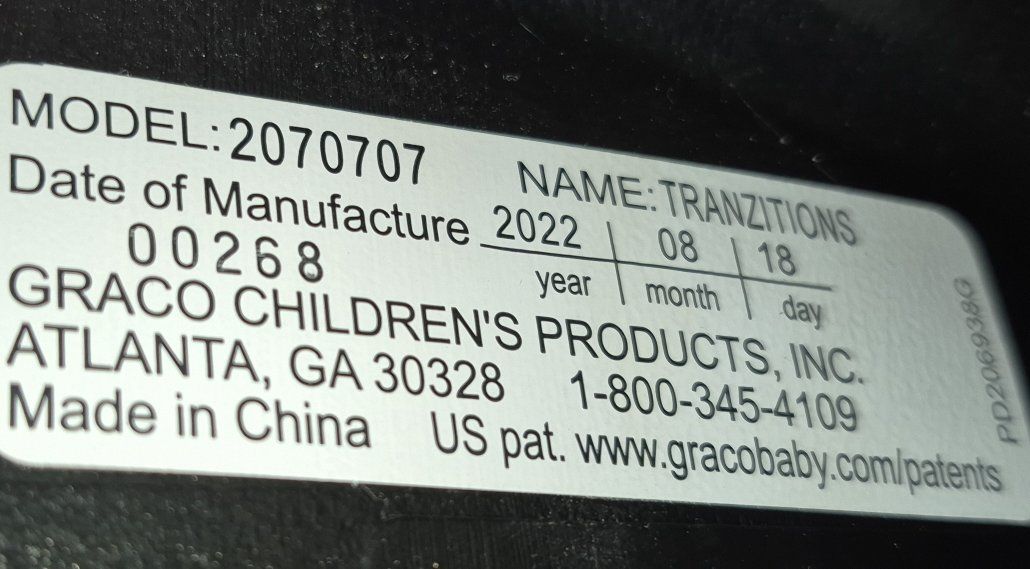 MODEL: 2070707 NAME: TRANZITIONS
Date of Manufacture 2022 | 08 | 18
year | month | day
00268
GRACO CHILDREN'S PRODUCTS, INC.
ATLANTA, GA 30328 1-800-345-4109
Made in China US pat. www.gracobaby.com/patents
PD206938G